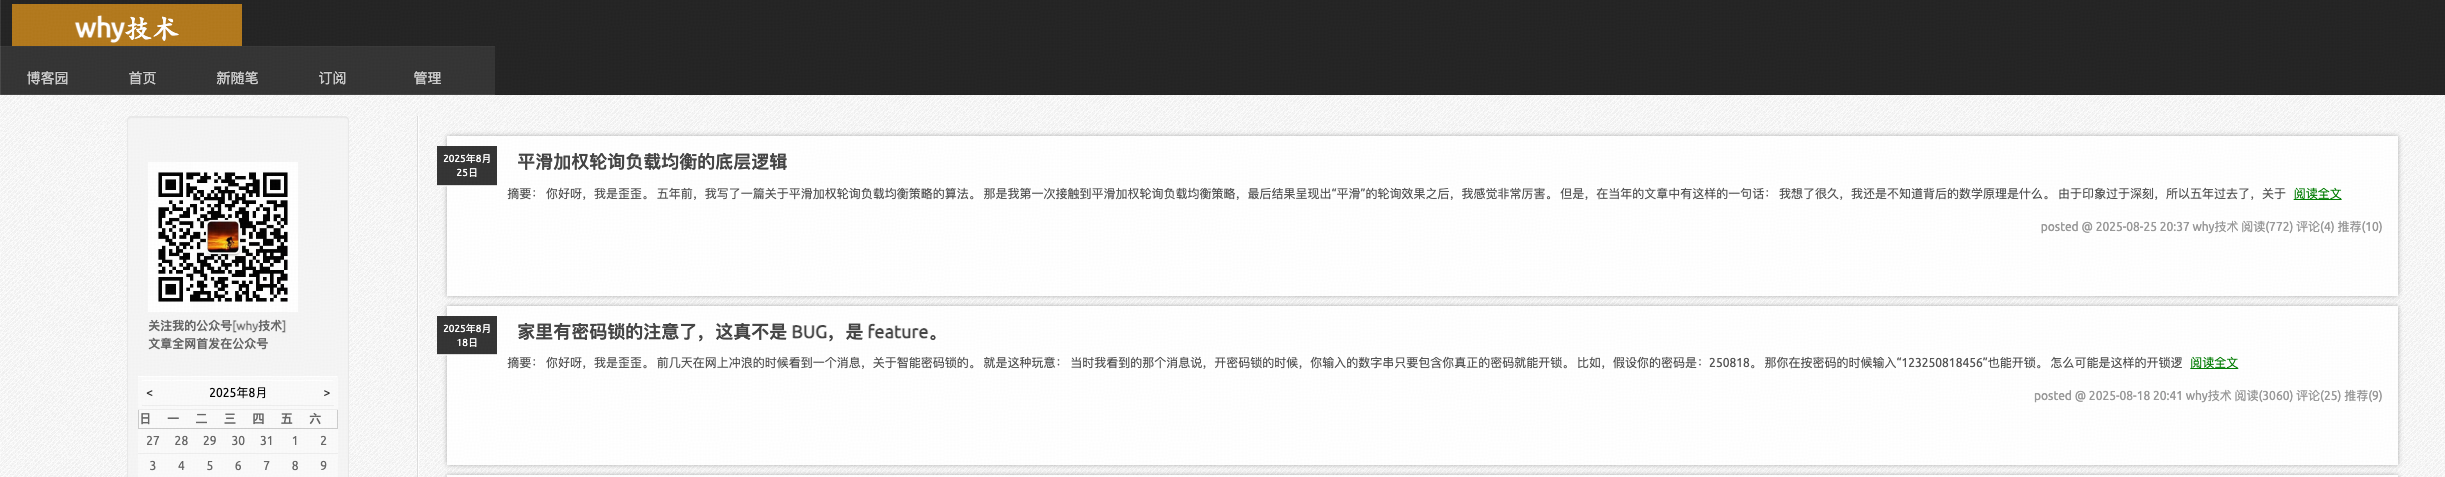 why技术
博客园 首页 新随笔 订阅 管理
关注我的公众号[why技术]
文章全网首发在公众号
< 2025年8月 >
日 一 二 三 四 五 六
27 28 29 30 31 1 2
3 4 5 6 7 8 9
2025年8月
25日
平滑加权轮询负载均衡的底层逻辑
摘要： 你好呀，我是歪歪。 五年前，我写了一篇关于平滑加权轮询负载均衡策略的算法。 那是我第一次接触到平滑加权轮询负载均衡策略，最后结果呈现出“平滑”的轮询效果之后，我感觉非常厉害。 但是，在当年的文章中有这样的一句话： 我想了很久，我还是不知道背后的数学原理是什么。 由于印象过于深刻，所以五年过去了，关于 阅读全文
posted @ 2025-08-25 20:37 why技术 阅读(772) 评论(4) 推荐(10)
2025年8月
18日
家里有密码锁的注意了，这真不是 BUG，是 feature。
摘要： 你好呀，我是歪歪。 前几天在网上冲浪的时候看到一个消息，关于智能密码锁的。 就是这种玩意： 当时我看到的那个消息说，开密码锁的时候，你输入的数字串只要包含你真正的密码就能开锁。 比如，假设你的密码是：250818。 那你在按密码的时候输入“123250818456”也能开锁。 怎么可能是这样的开锁逻 阅读全文
posted @ 2025-08-18 20:41 why技术 阅读(3060) 评论(25) 推荐(9)